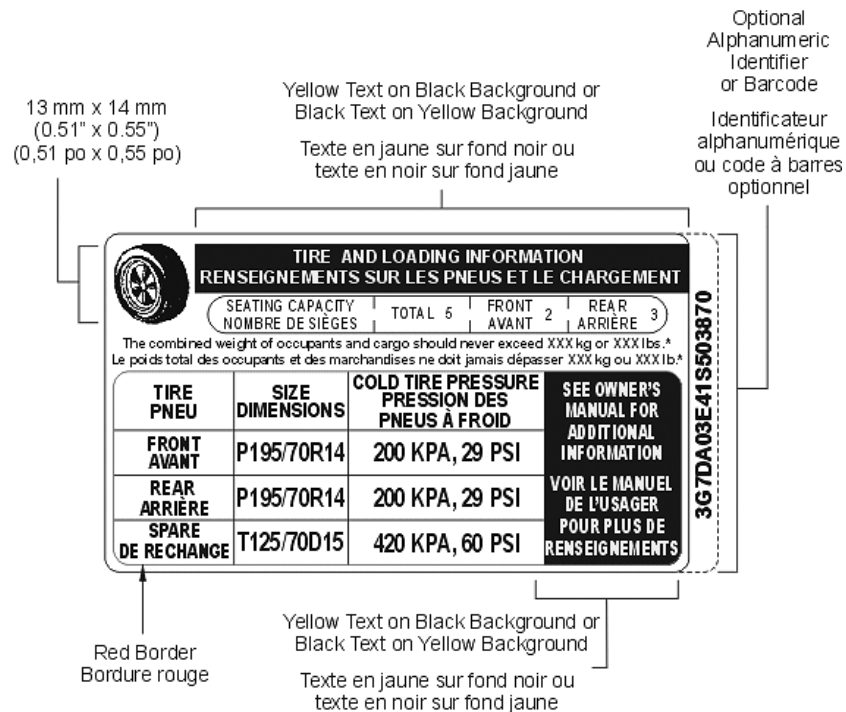 Optional
Alphanumeric
Identifier
or Barcode
Identificateur
alphanumérique
ou code à barres
optionnel
Yellow Text on Black Background or
Black Text on Yellow Background
Texte en jaune sur fond noir ou
texte en noir sur fond jaune
13 mm x 14 mm
(0.51" x 0.55")
(0,51 po x 0,55 po)
TIRE AND LOADING INFORMATION
RENSEIGNEMENTS SUR LES PNEUS ET LE CHARGEMENT
SEATING CAPACITY
NOMBRE DE SIÈGES
TOTAL 5
FRONT
AVANT
2
REAR
ARRIÈRE
3
The combined weight of occupants and cargo should never exceed XXX kg or XXX lbs.*
Le poids total des occupants et des marchandises ne doit jamais dépasser XXX kg ou XXX lb.*
TIRE
PNEU
SIZE
DIMENSIONS
COLD TIRE PRESSURE
PRESSION DES
PNEUS À FROID
FRONT
AVANT
P195/70R14
200 KPA, 29 PSI
REAR
ARRIÈRE
P195/70R14
200 KPA, 29 PSI
SPARE
DE RECHANGE
T125/70D15
420 KPA, 60 PSI
SEE OWNER'S
MANUAL FOR
ADDITIONAL
INFORMATION
VOIR LE MANUEL
DE L'USAGER
POUR PLUS DE
RENSEIGNEMENTS
3G7DA03E41S503870
Red Border
Bordure rouge
Yellow Text on Black Background or
Black Text on Yellow Background
Texte en jaune sur fond noir ou
texte en noir sur fond jaune